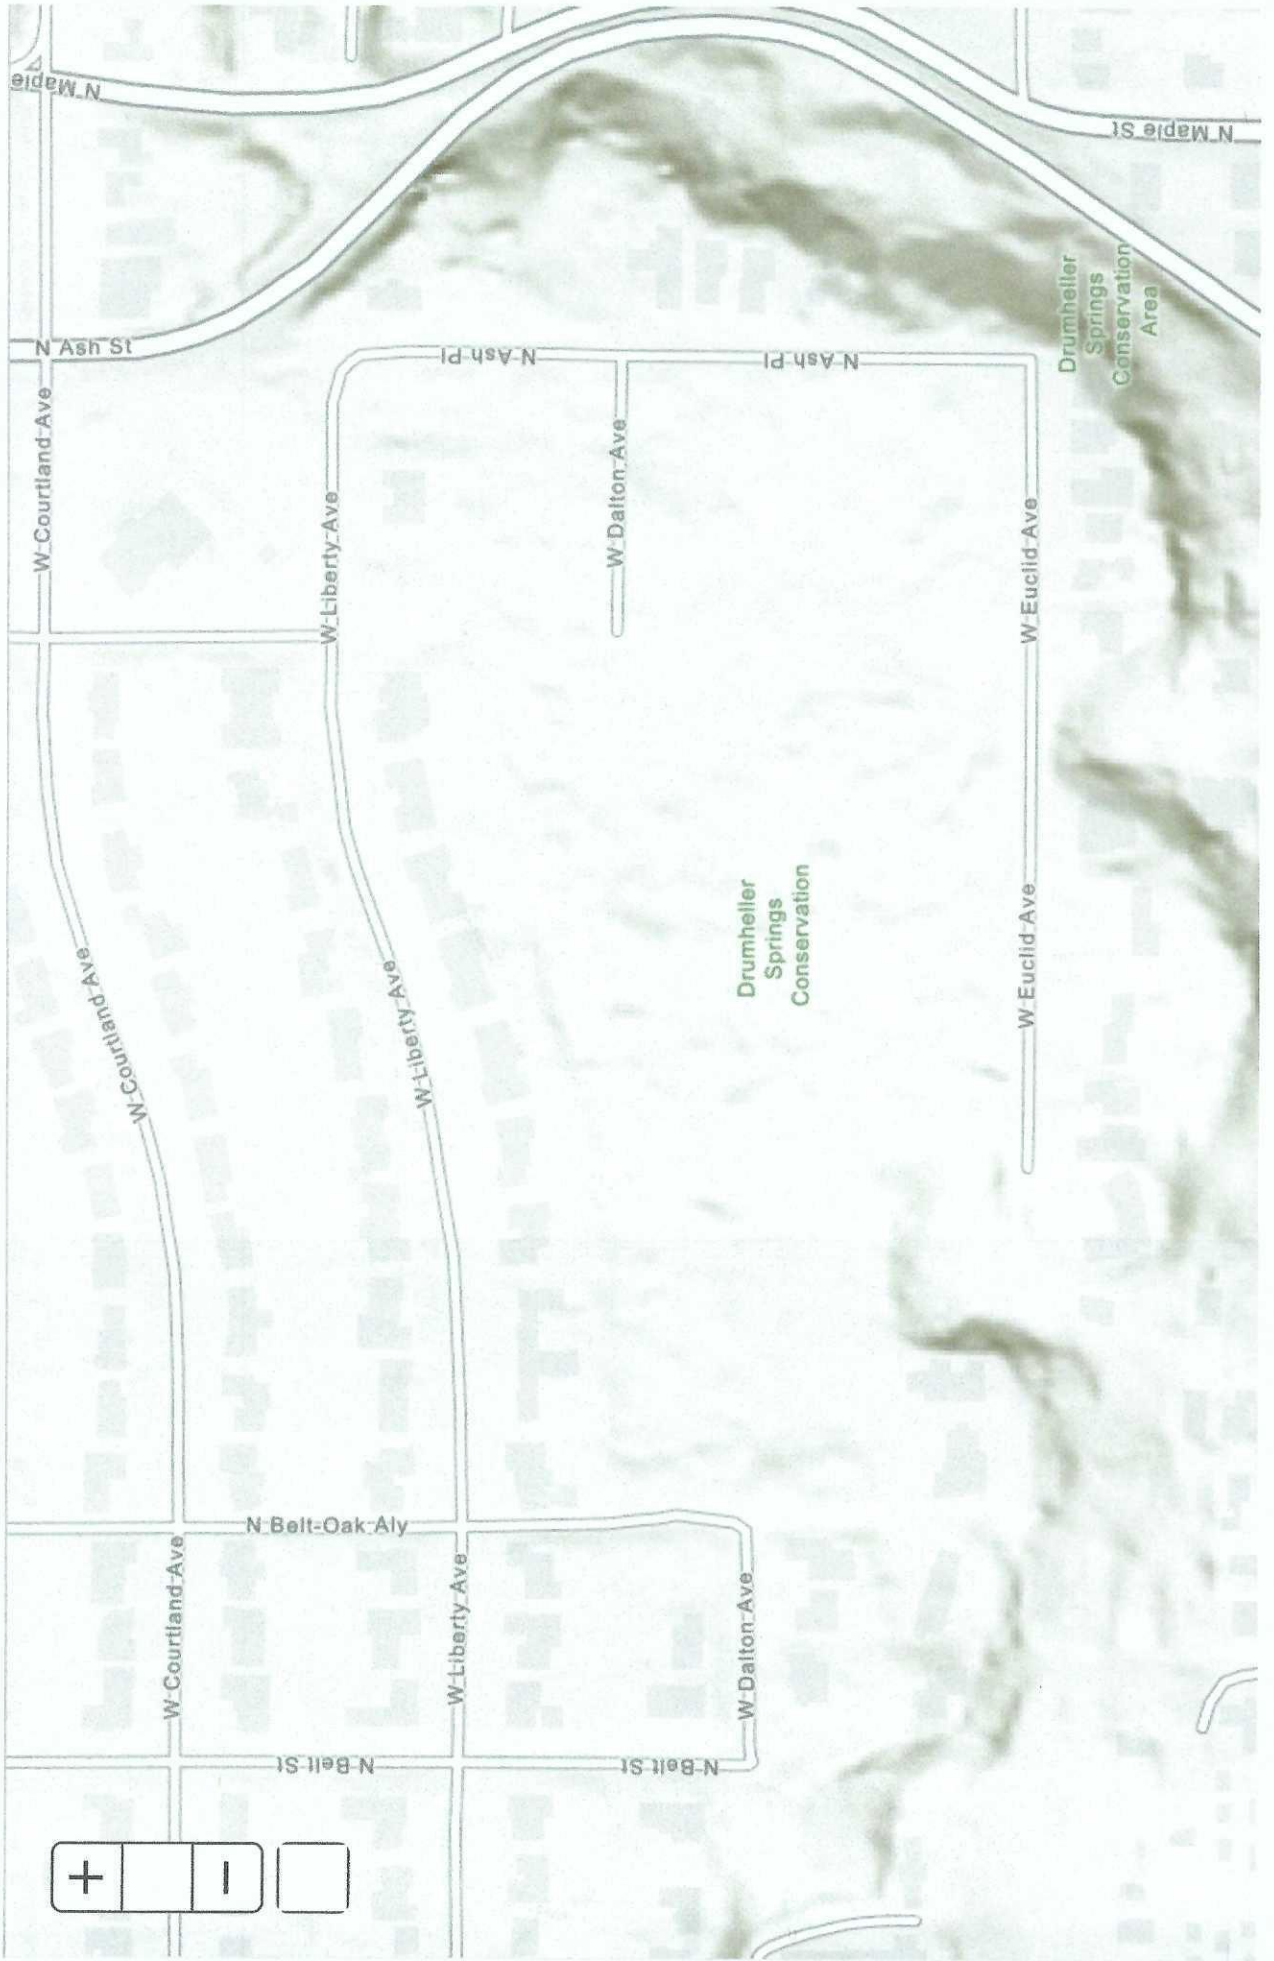 N Maple
N Maple St
N Ash St
W Courtland Ave
N Ash Pl
N Ash Pl
Drumheller
Springs
Conservation
Area
W Dalton Ave
W Liberty Ave
W Euclid Ave
Drumheller
Springs
Conservation
W Euclid Ave
W Courtland Ave
W Liberty Ave
N Belt-Oak Aly
W Courtland Ave
W Liberty Ave
W Dalton Ave
N Belt St
N Belt St
+
−